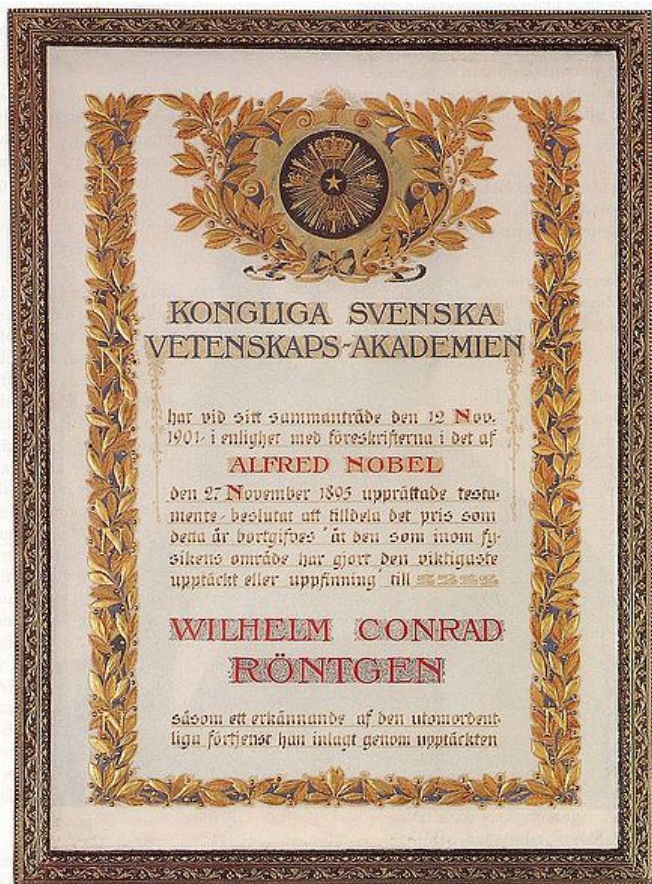 KONGLIGA SVENSKA
VETENSKAPS-AKADEMIEN
har vid sitt sammanträde den 12 Nov.
1901 i enlighet med föreskrifterna i det af
ALFRED NOBEL
den 27 November 1895 upprättade testa-
mente beslutat att tilldela det pris som
detta år bortgifves "åt den som inom fy-
sikens område har gjort den viktigaste
upptäckt eller uppfinning" till
WILHELM CONRAD
RÖNTGEN
såsom ett erkännande af den utomordent-
liga förtjenst han inlagt genom upptäckten